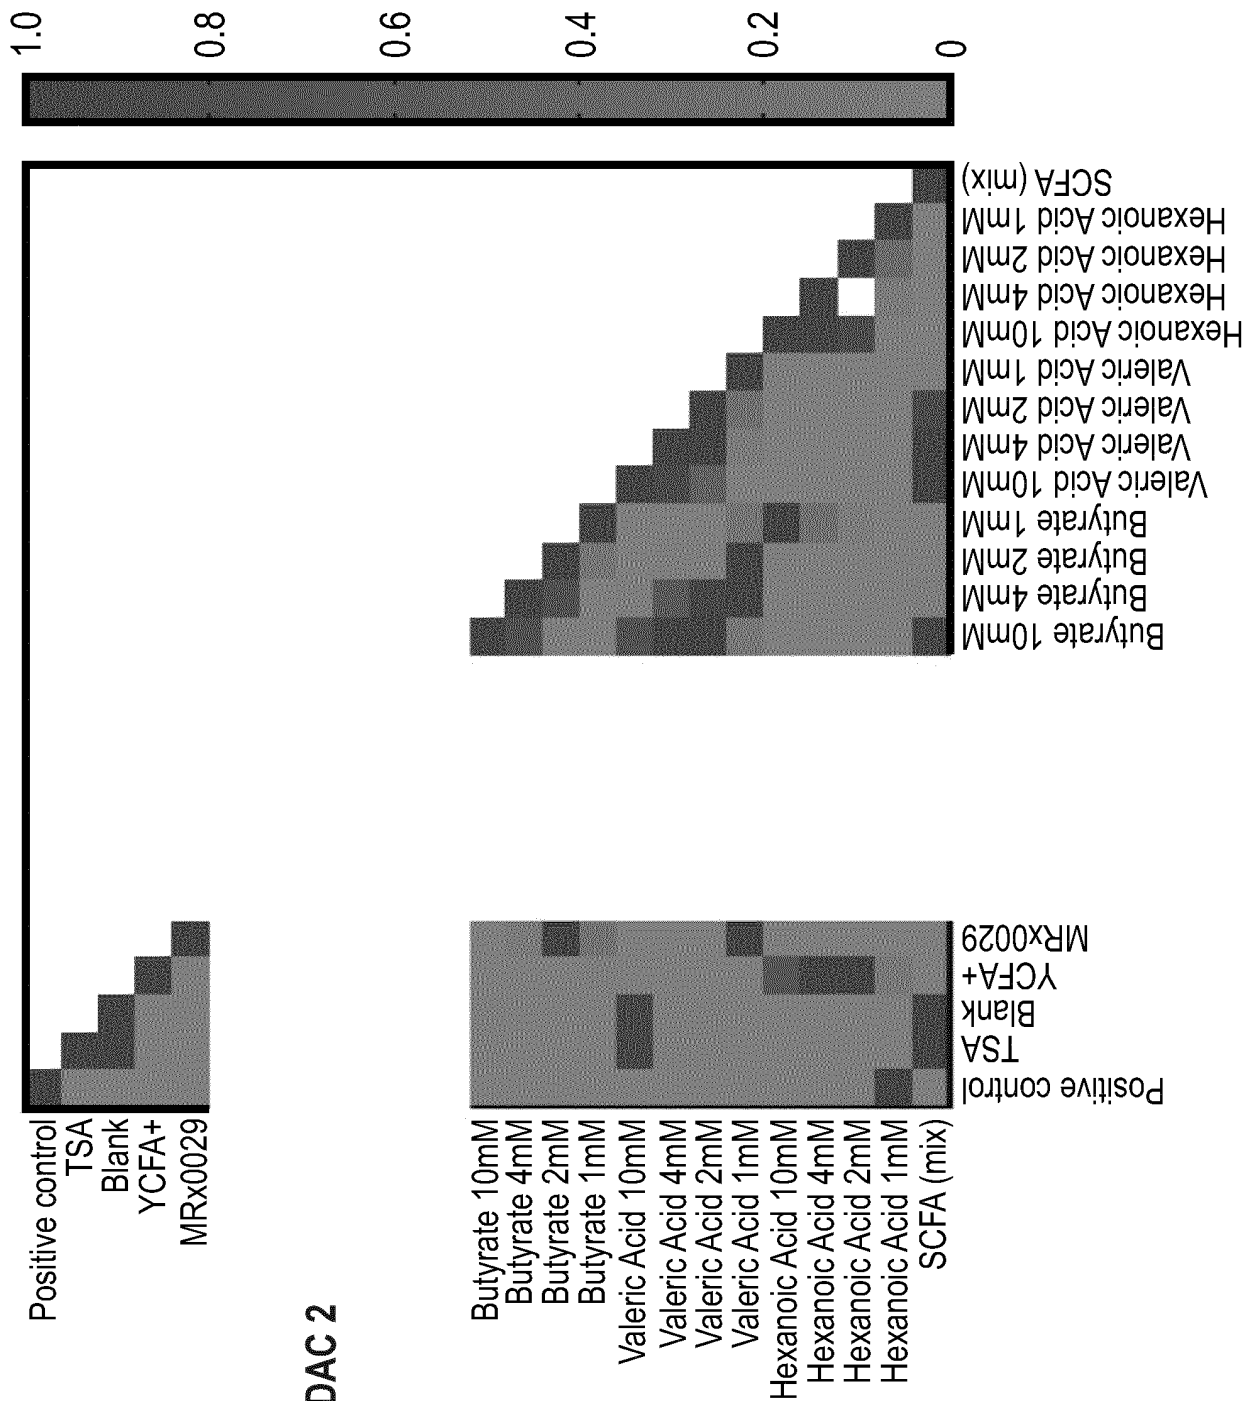 1.0
0.8
0.6
0.4
0.2
0
Positive control
TSA
Blank
YCFA+
MRx0029
DAC 2
Butyrate 10mM
Butyrate 4mM
Butyrate 2mM
Butyrate 1mM
Valeric Acid 10mM
Valeric Acid 4mM
Valeric Acid 2mM
Valeric Acid 1mM
Hexanoic Acid 10mM
Hexanoic Acid 4mM
Hexanoic Acid 2mM
Hexanoic Acid 1mM
SCFA (mix)
Positive control
TSA
Blank
YCFA+
MRx0029
Butyrate 10mM
Butyrate 4mM
Butyrate 2mM
Butyrate 1mM
Valeric Acid 10mM
Valeric Acid 4mM
Valeric Acid 2mM
Valeric Acid 1mM
Hexanoic Acid 10mM
Hexanoic Acid 4mM
Hexanoic Acid 2mM
Hexanoic Acid 1mM
SCFA (mix)